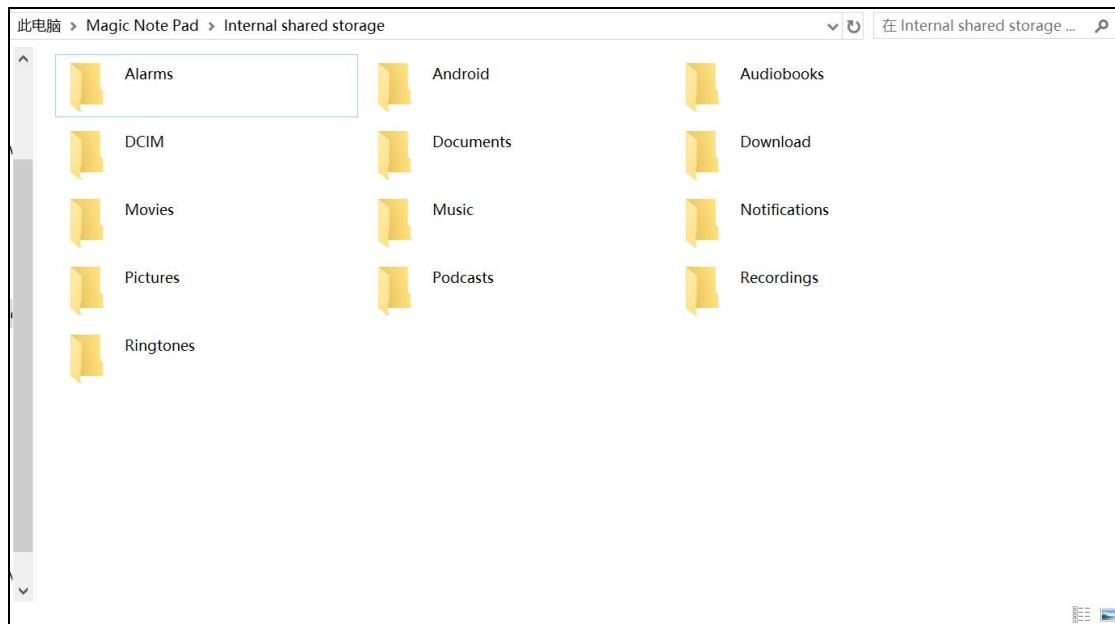 此电脑 > Magic Note Pad > Internal shared storage
在 Internal shared storage ...
Alarms
Android
Audiobooks
DCIM
Documents
Download
Movies
Music
Notifications
Pictures
Podcasts
Recordings
Ringtones